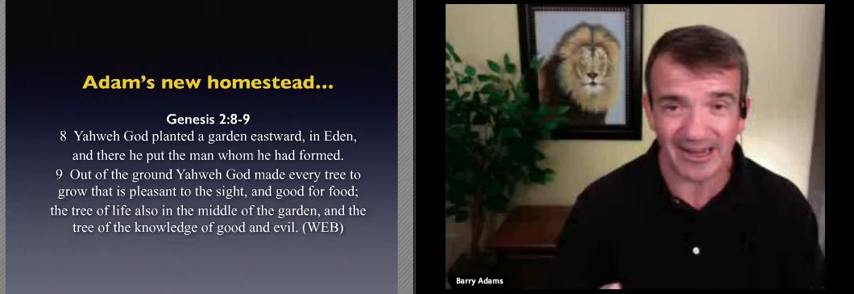 Adam's new homestead...
Genesis 2:8-9
8 Yahweh God planted a garden eastward, in Eden,
and there he put the man whom he had formed.
9 Out of the ground Yahweh God made every tree to
grow that is pleasant to the sight, and good for food;
the tree of life also in the middle of the garden, and the
tree of the knowledge of good and evil. (WEB)
Barry Adams